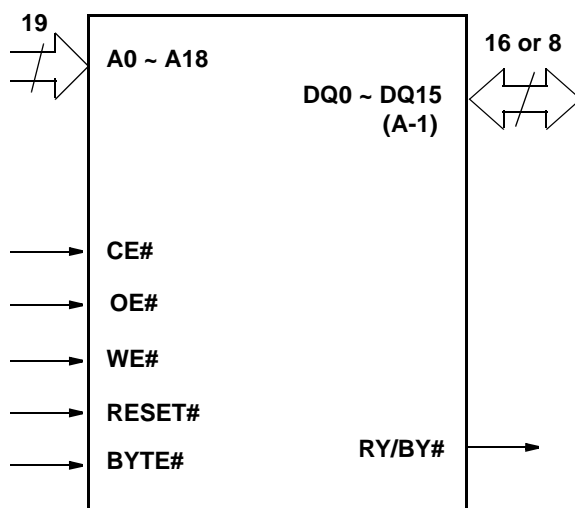 19
A0 ~ A18
16 or 8
DQ0 ~ DQ15
(A-1)
CE#
OE#
WE#
RESET#
BYTE#
RY/BY#